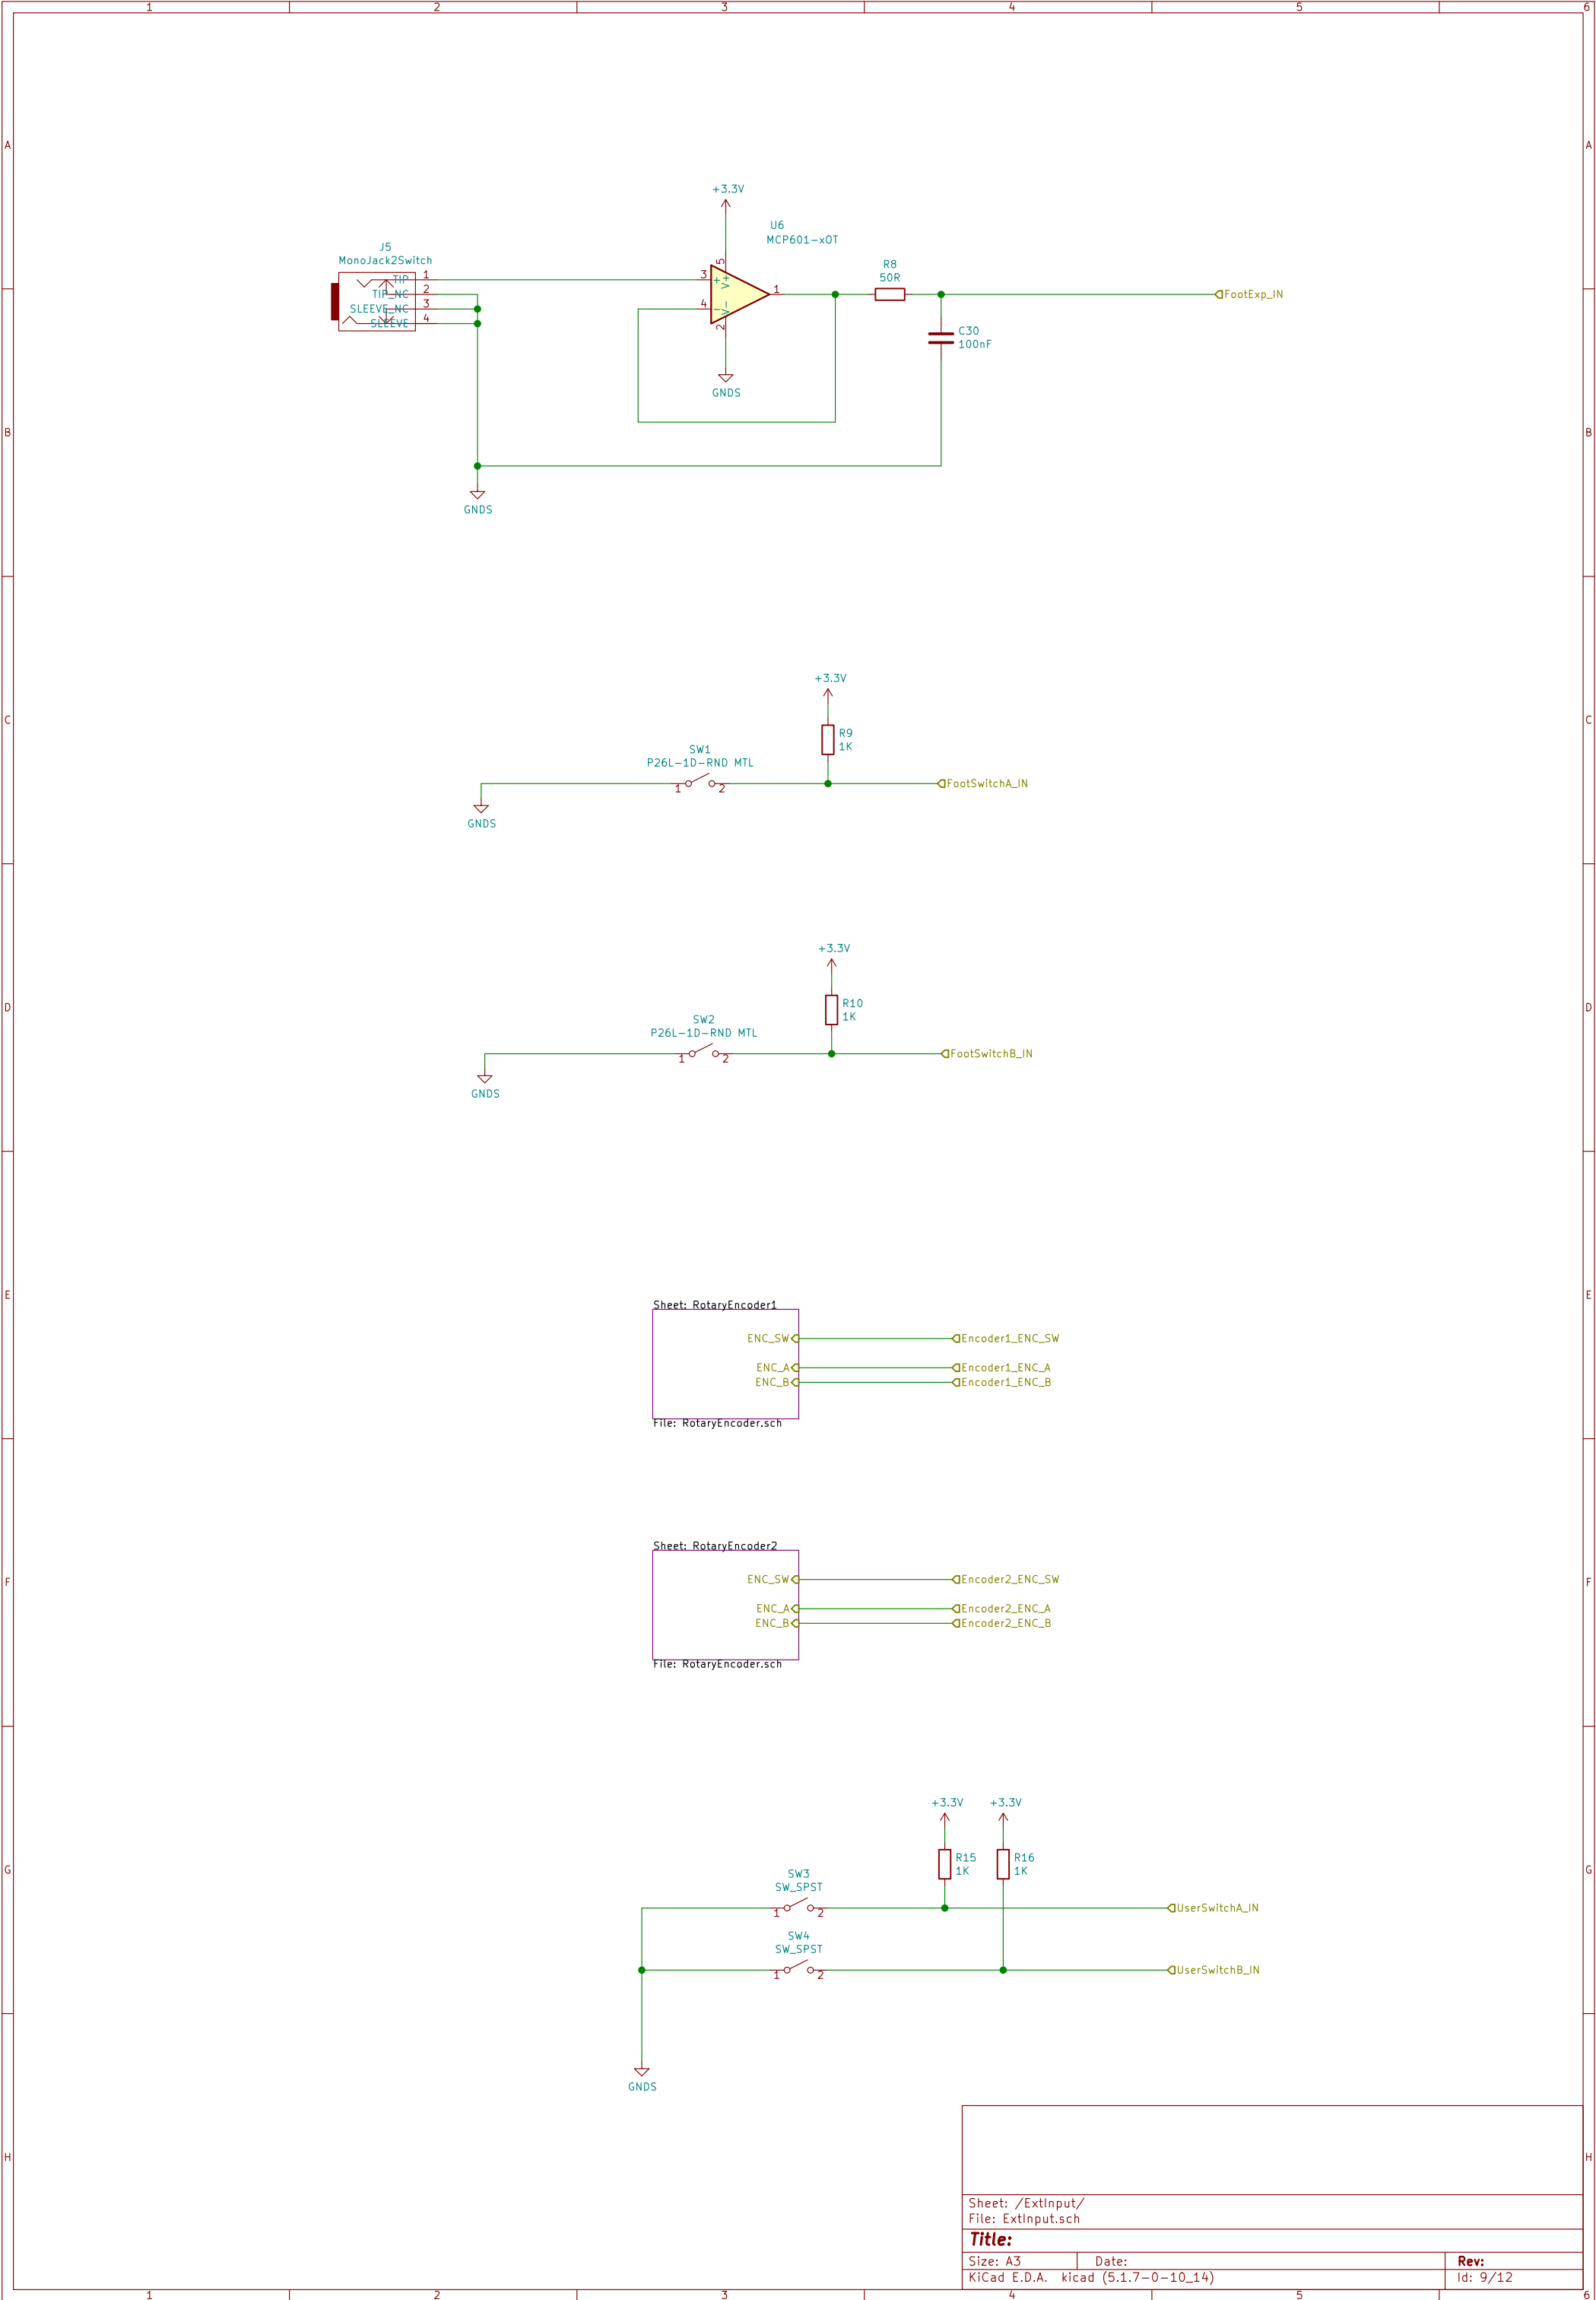 1 2 3 4 5 6
A A
+3.3V
U6
MCP601-xOT
J5
MonoJack2Switch
TIP 1
TIP_NC 2
SLEEVE_NC 3
SLEEVE 4
5
3 + V+
1
4 - V-
2
GNDS
R8
50R
FootExp_IN
C30
100nF
B B
GNDS
+3.3V
C C
R9
1K
SW1
P26L-1D-RND MTL
1 2
FootSwitchA_IN
GNDS
+3.3V
D D
R10
1K
SW2
P26L-1D-RND MTL
1 2
FootSwitchB_IN
GNDS
E E
Sheet: RotaryEncoder1
ENC_SW Encoder1_ENC_SW
ENC_A Encoder1_ENC_A
ENC_B Encoder1_ENC_B
File: RotaryEncoder.sch
Sheet: RotaryEncoder2
F F
ENC_SW Encoder2_ENC_SW
ENC_A Encoder2_ENC_A
ENC_B Encoder2_ENC_B
File: RotaryEncoder.sch
+3.3V +3.3V
G G
R15
1K
R16
1K
SW3
SW_SPST
1 2
UserSwitchA_IN
SW4
SW_SPST
1 2
UserSwitchB_IN
GNDS
H H
Sheet: /ExtInput/
File: ExtInput.sch
Title:
Size: A3 Date: Rev:
KiCad E.D.A. kicad (5.1.7-0-10_14) Id: 9/12
1 2 3 4 5 6